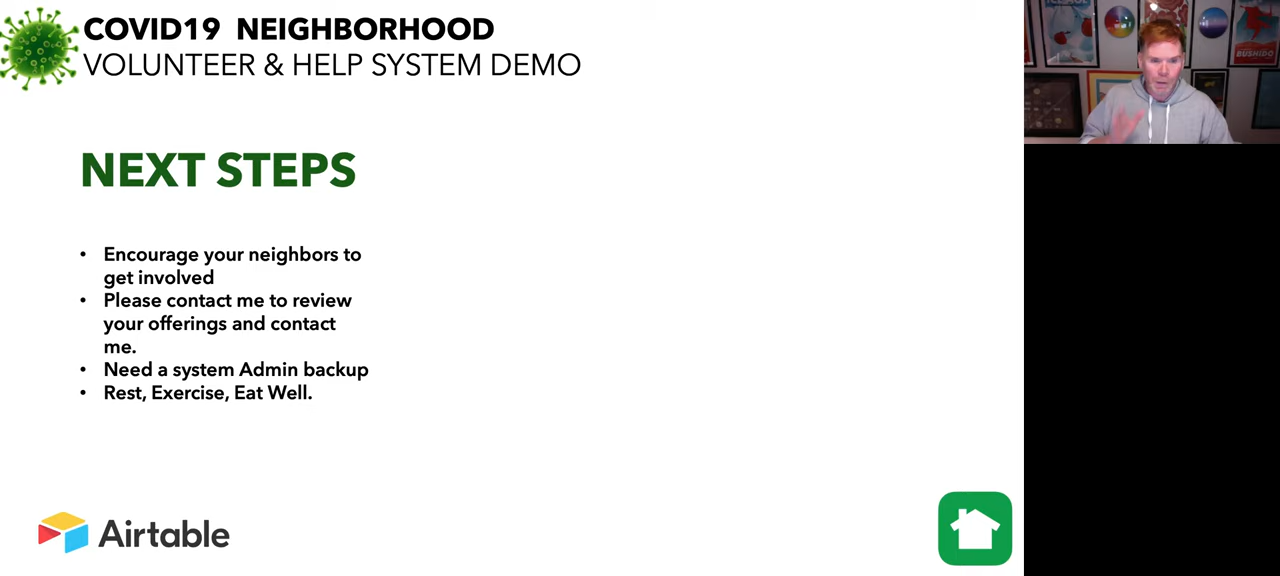 COVID19 NEIGHBORHOOD
VOLUNTEER & HELP SYSTEM DEMO
NEXT STEPS
• Encourage your neighbors to
get involved
• Please contact me to review
your offerings and contact
me.
• Need a system Admin backup
• Rest, Exercise, Eat Well.
Airtable
BUSHIDO